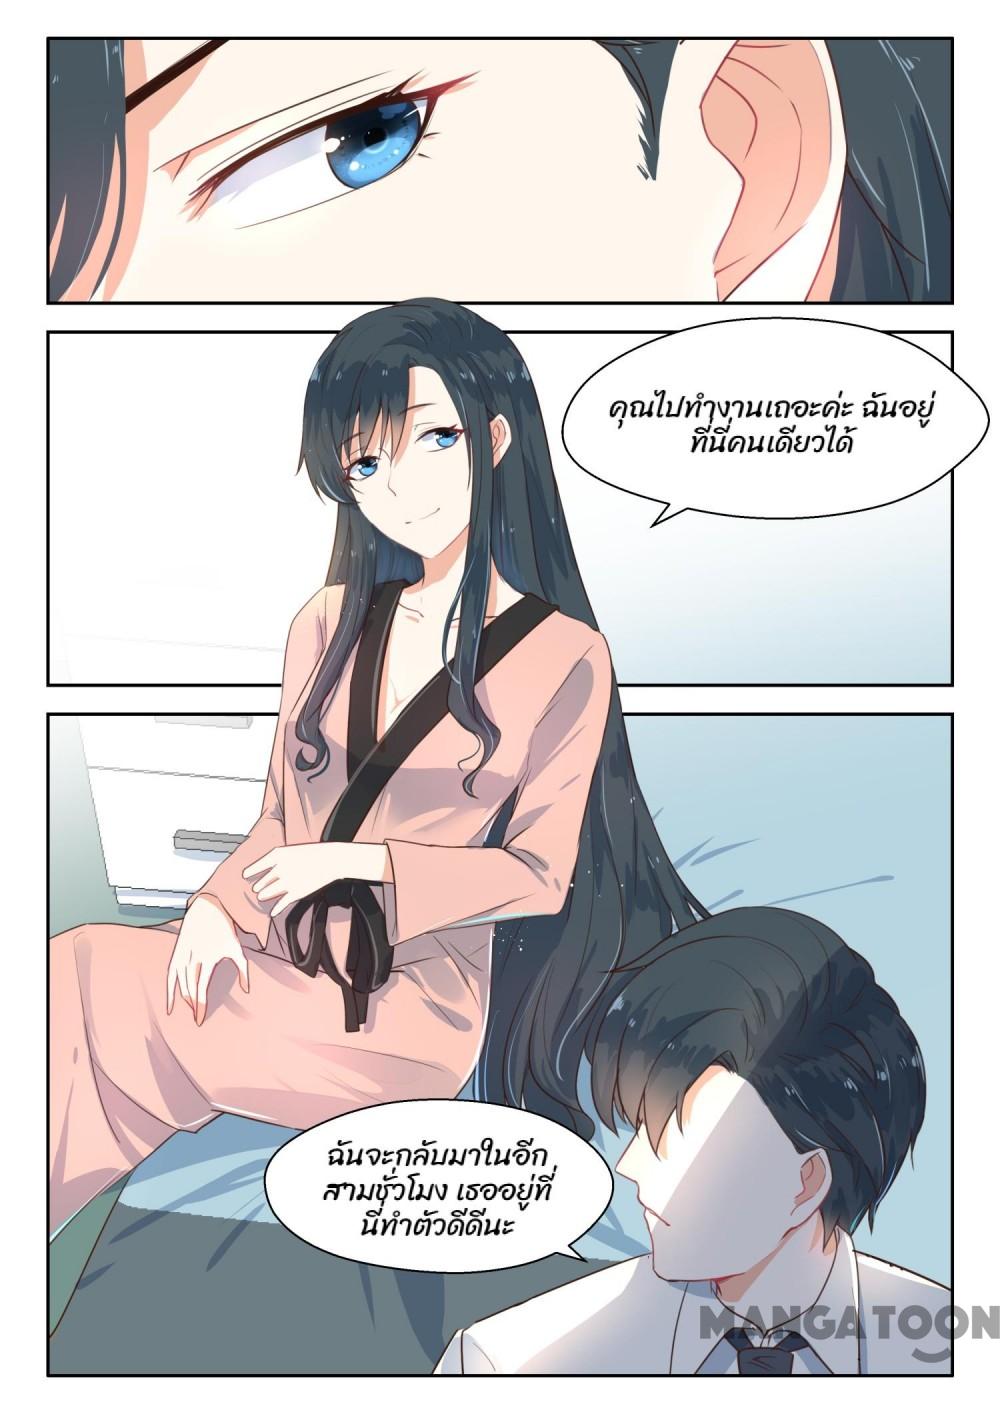 คุณไปทำงานเถอะค่ะ ฉันอยู่
ที่นี่คนเดียวได้
ฉันจะกลับมาในอีก
สามชั่วโมง เธออยู่ที่
นี่ทำตัวดีดีนะ
MANGATOON